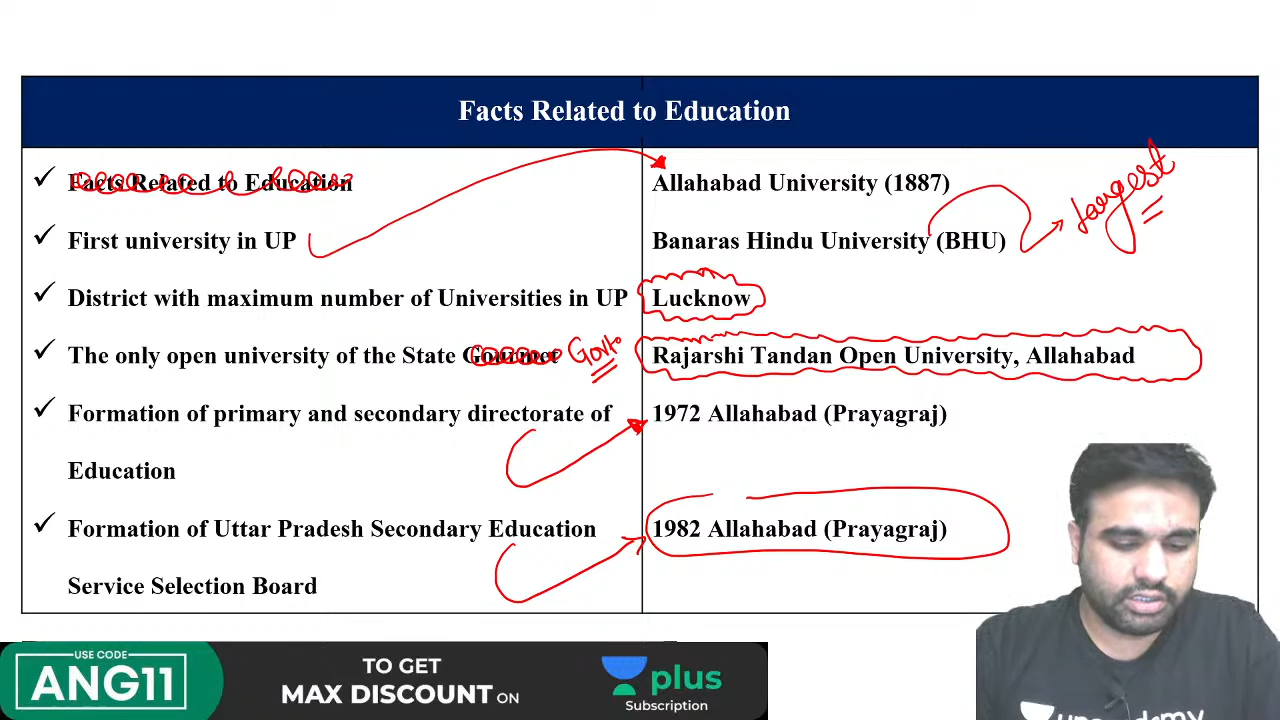 Facts Related to Education
Facts Related to Education
Allahabad University (1887)
largest
First university in UP
Banaras Hindu University (BHU)
District with maximum number of Universities in UP
Lucknow
The only open university of the State
Govt
Rajarshi Tandan Open University, Allahabad
Formation of primary and secondary directorate of
Education
1972 Allahabad (Prayagraj)
Formation of Uttar Pradesh Secondary Education
Service Selection Board
1982 Allahabad (Prayagraj)
USE CODE
ANG11
TO GET
MAX DISCOUNT ON
plus
Subscription